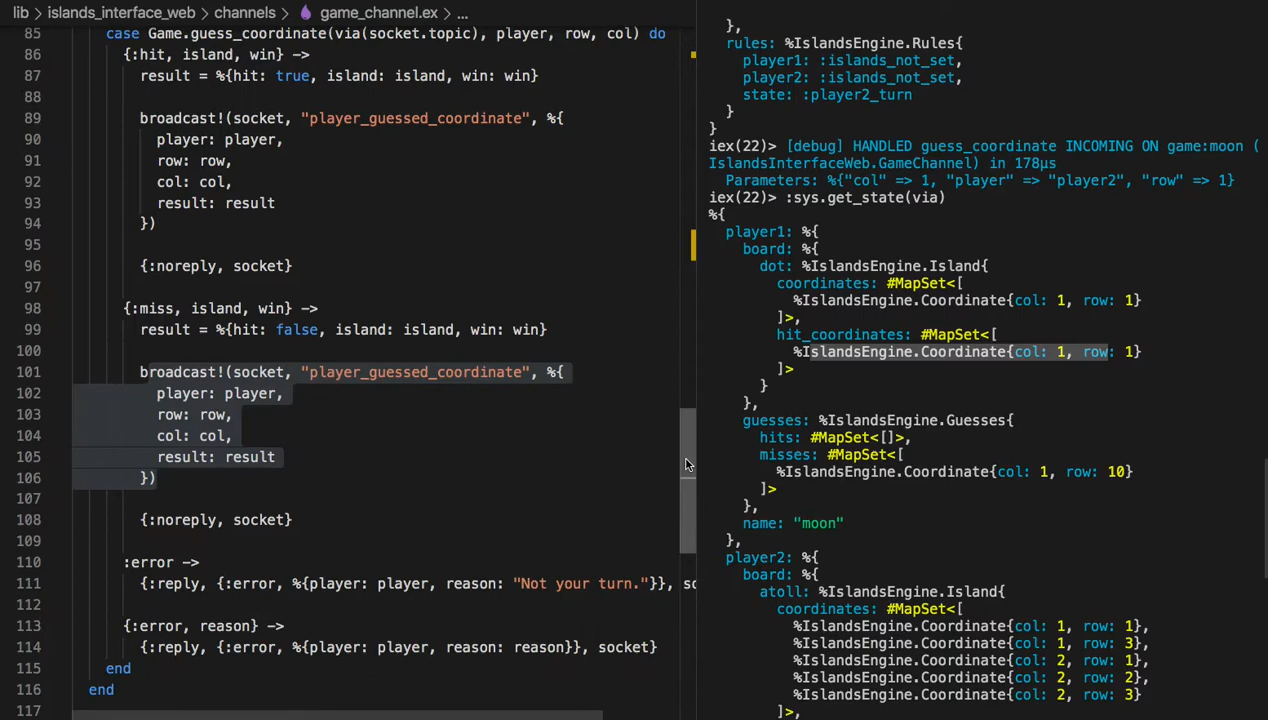 lib > islands_interface_web > channels > game_channel.ex > ...
85 case Game.guess_coordinate(via(socket.topic), player, row, col) do
86 {:hit, island, win} ->
87 result = %{hit: true, island: island, win: win}
88
89 broadcast!(socket, "player_guessed_coordinate", %{
90 player: player,
91 row: row,
92 col: col,
93 result: result
94 })
95
96 {:noreply, socket}
97
98 {:miss, island, win} ->
99 result = %{hit: false, island: island, win: win}
100
101 broadcast!(socket, "player_guessed_coordinate", %{
102 player: player,
103 row: row,
104 col: col,
105 result: result
106 })
107
108 {:noreply, socket}
109
110 :error ->
111 {:reply, {:error, %{player: player, reason: "Not your turn."}}, so
112
113 {:error, reason} ->
114 {:reply, {:error, %{player: player, reason: reason}}, socket}
115 end
116 end
117
},
rules: %IslandsEngine.Rules{
player1: :islands_not_set,
player2: :islands_not_set,
state: :player2_turn
}
}
iex(22)> [debug] HANDLED guess_coordinate INCOMING ON game:moon (
IslandsInterfaceWeb.GameChannel) in 178µs
Parameters: %{"col" => 1, "player" => "player2", "row" => 1}
iex(22)> :sys.get_state(via)
%{
player1: %{
board: %{
dot: %IslandsEngine.Island{
coordinates: #MapSet<[
%IslandsEngine.Coordinate{col: 1, row: 1}
]>,
hit_coordinates: #MapSet<[
%IslandsEngine.Coordinate{col: 1, row: 1}
]>
}
},
guesses: %IslandsEngine.Guesses{
hits: #MapSet<[]>,
misses: #MapSet<[
%IslandsEngine.Coordinate{col: 1, row: 10}
]>
},
name: "moon"
},
player2: %{
board: %{
atoll: %IslandsEngine.Island{
coordinates: #MapSet<[
%IslandsEngine.Coordinate{col: 1, row: 1},
%IslandsEngine.Coordinate{col: 1, row: 3},
%IslandsEngine.Coordinate{col: 2, row: 1},
%IslandsEngine.Coordinate{col: 2, row: 2},
%IslandsEngine.Coordinate{col: 2, row: 3}
]>,